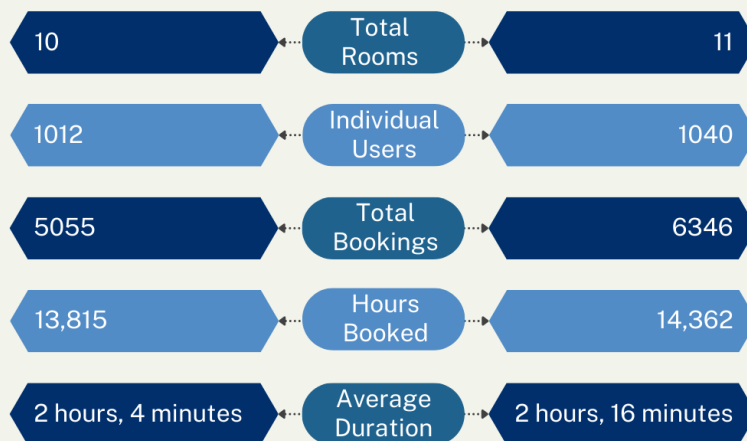 10
Total
Rooms
11
1012
Individual
Users
1040
5055
Total
Bookings
6346
13,815
Hours
Booked
14,362
2 hours, 4 minutes
Average
Duration
2 hours, 16 minutes